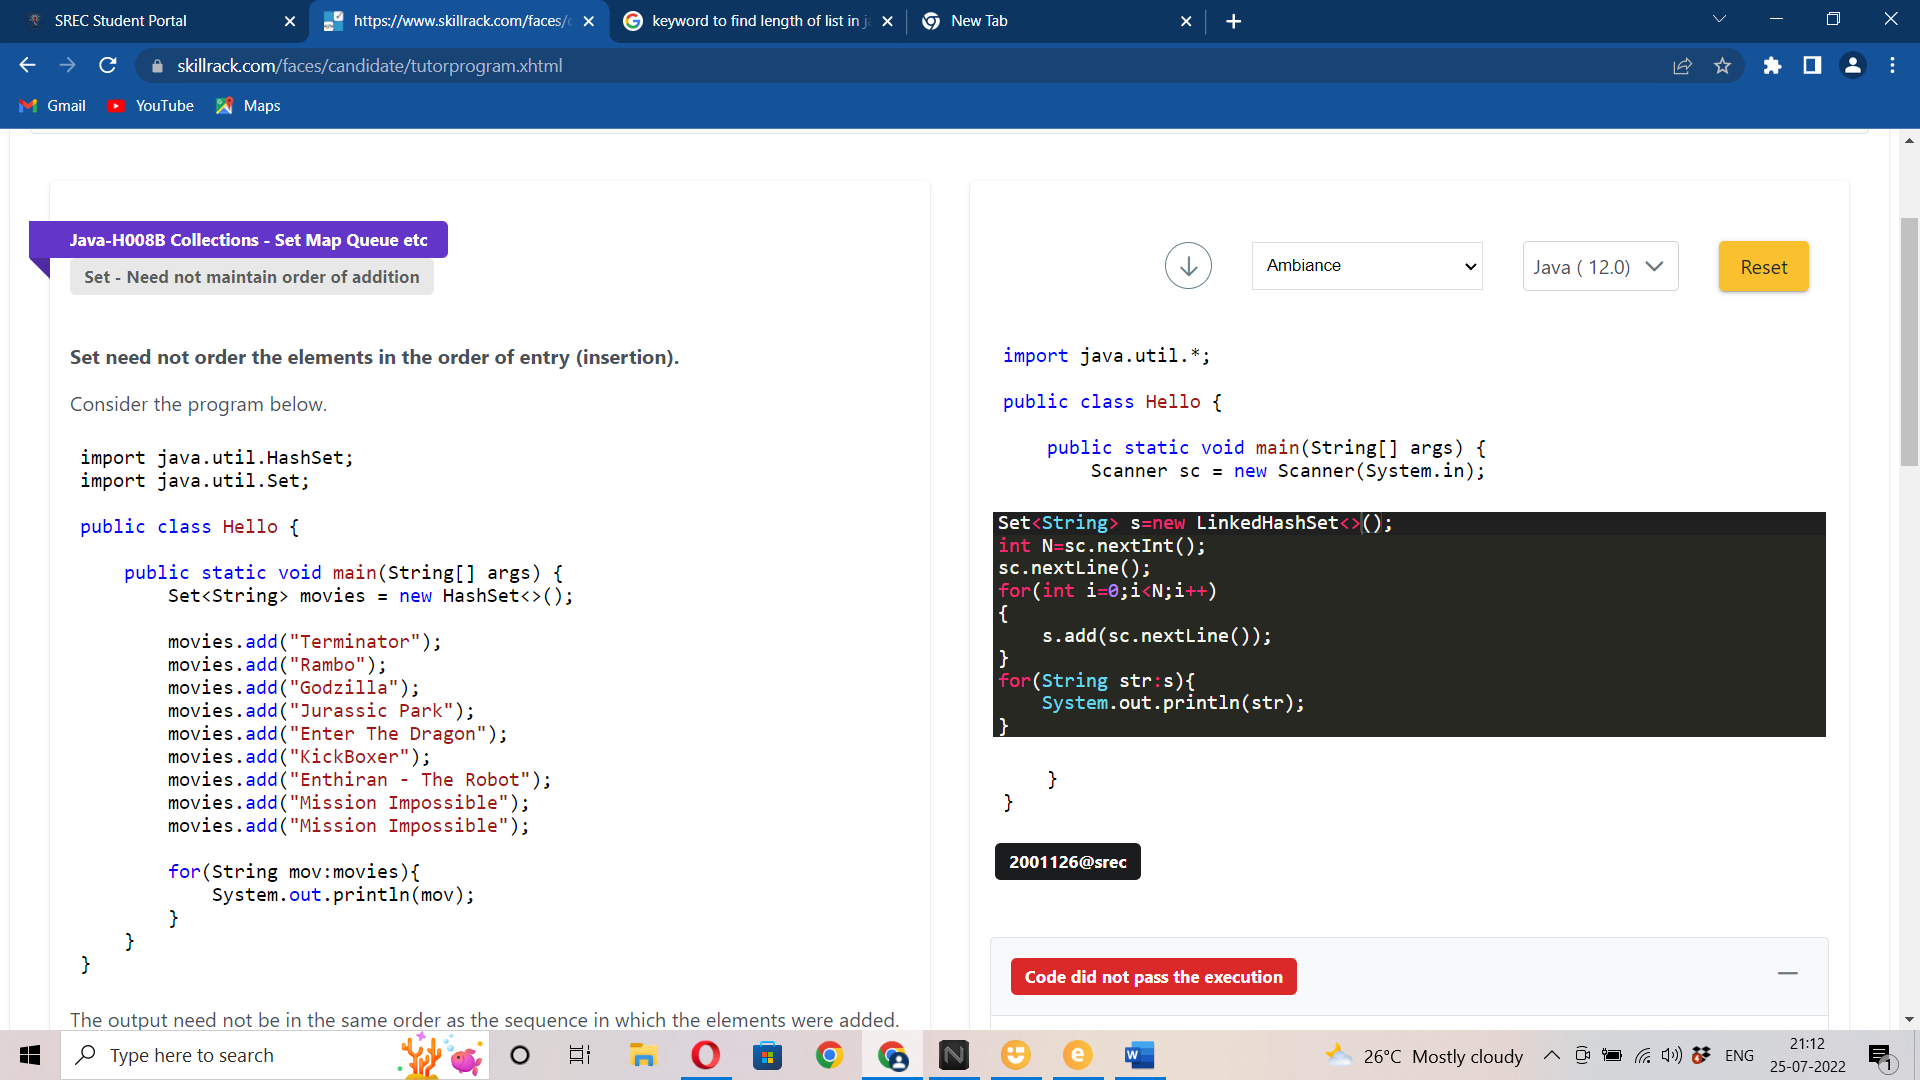 SREC Student Portal
https://www.skillrack.com/faces/
keyword to find length of list in
New Tab
skillrack.com/faces/candidate/tutorprogram.xhtml
Gmail
YouTube
Maps
Java-H008B Collections - Set Map Queue etc
Set - Need not maintain order of addition
Set need not order the elements in the order of entry (insertion).
Consider the program below.
import java.util.HashSet;
import java.util.Set;
public class Hello {
public static void main(String[] args) {
Set<String> movies = new HashSet<>();
movies.add("Terminator");
movies.add("Rambo");
movies.add("Godzilla");
movies.add("Jurassic Park");
movies.add("Enter The Dragon");
movies.add("KickBoxer");
movies.add("Enthiran - The Robot");
movies.add("Mission Impossible");
movies.add("Mission Impossible");
for(String mov:movies){
System.out.println(mov);
}
}
}
The output need not be in the same order as the sequence in which the elements were added.
Ambiance
Java ( 12.0)
Reset
import java.util.*;
public class Hello {
public static void main(String[] args) {
Scanner sc = new Scanner(System.in);
Set<String> s=new LinkedHashSet<>();
int N=sc.nextInt();
sc.nextLine();
for(int i=0;i<N;i++)
{
s.add(sc.nextLine());
}
for(String str:s){
System.out.println(str);
}
}
}
2001126@srec
Code did not pass the execution
Type here to search
26°C Mostly cloudy
ENG
21:12
25-07-2022
1